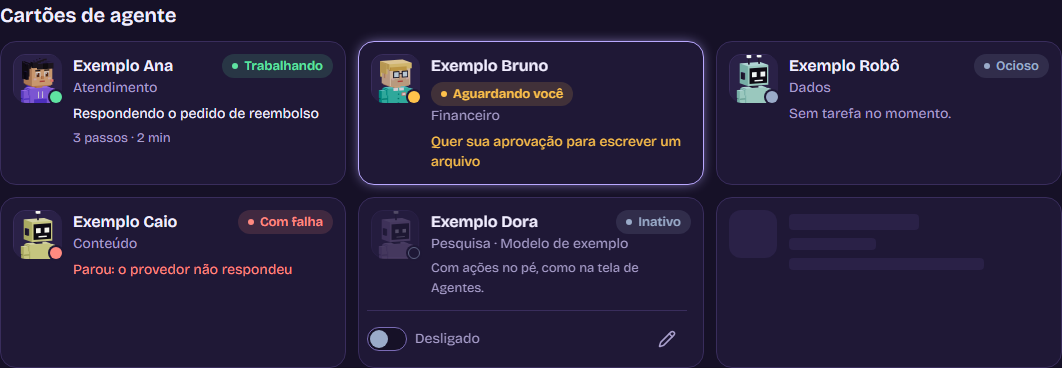 Cartões de agente
Exemplo Ana
Trabalhando
Atendimento
Respondendo o pedido de reembolso
3 passos · 2 min
Exemplo Bruno
Aguardando você
Financeiro
Quer sua aprovação para escrever um
arquivo
Exemplo Robô
Ocioso
Dados
Sem tarefa no momento.
Exemplo Caio
Com falha
Conteúdo
Parou: o provedor não respondeu
Exemplo Dora
Inativo
Pesquisa · Modelo de exemplo
Com ações no pé, como na tela de
Agentes.
Desligado